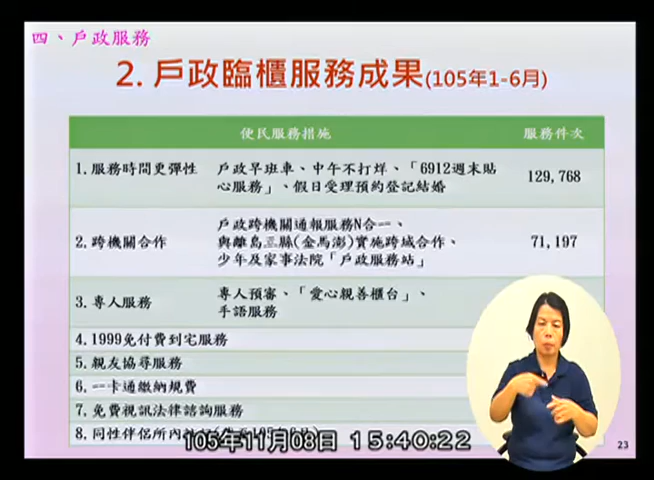 四、戶政服務
2. 戶政臨櫃服務成果(105年1-6月)
便民服務措施 服務件次
1.服務時間更彈性 戶政早班車、中午不打烊、「6912週末貼心服務」、假日受理預約登記結婚 129,768
2.跨機關合作 戶政跨機關通報服務N合一、與離島三縣(金馬澎)實施跨域合作、少年及家事法院「戶政服務站」 71,197
3.專人服務 專人預審、「愛心親善櫃台」、手語服務
4.1999免付費到宅服務
5.親友協尋服務
6.一卡通繳納規費
7.免費視訊法律諮詢服務
8.同性伴侶所內註記
105年11月08日 15:40:22
23